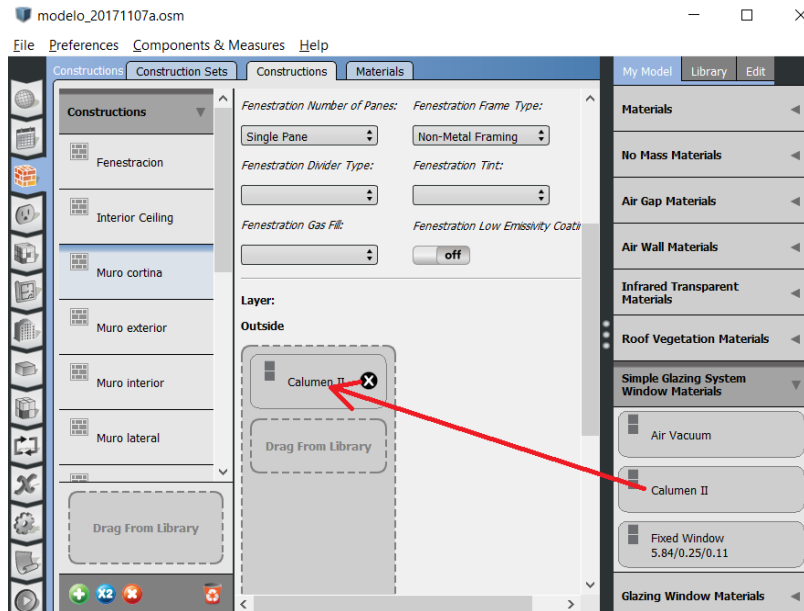 modelo_20171107a.osm
File Preferences Components & Measures Help
Constructions Construction Sets Constructions Materials
My Model Library Edit
Constructions
Fenestracion
Interior Ceiling
Muro cortina
Muro exterior
Muro interior
Muro lateral
Drag From Library
X2
Fenestration Number of Panes: Fenestration Frame Type:
Single Pane Non-Metal Framing
Fenestration Divider Type: Fenestration Tint:
Fenestration Gas Fill: Fenestration Low Emissivity Coati
off
Layer:
Outside
Calumen II
Drag From Library
Materials
No Mass Materials
Air Gap Materials
Air Wall Materials
Infrared Transparent
Materials
Roof Vegetation Materials
Simple Glazing System
Window Materials
Air Vacuum
Calumen II
Fixed Window
5.84/0.25/0.11
Glazing Window Materials